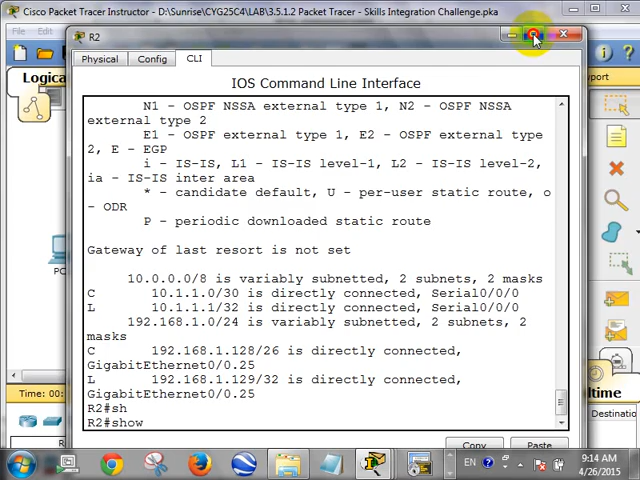 Cisco Packet Tracer Instructor - D:\Sunrise\CYG25C4\LAB\3.5.1.2 Packet Tracer - Skills Integration Challenge.pka
File
Edit
R2
Physical
Config
CLI
Logical
IOS Command Line Interface
N1 - OSPF NSSA external type 1, N2 - OSPF NSSA
external type 2
E1 - OSPF external type 1, E2 - OSPF external type
2, E - EGP
i - IS-IS, L1 - IS-IS level-1, L2 - IS-IS level-2,
ia - IS-IS inter area
* - candidate default, U - per-user static route, o
- ODR
P - periodic downloaded static route
Gateway of last resort is not set
10.0.0.0/8 is variably subnetted, 2 subnets, 2 masks
C 10.1.1.0/30 is directly connected, Serial0/0/0
L 10.1.1.1/32 is directly connected, Serial0/0/0
192.168.1.0/24 is variably subnetted, 2 subnets, 2
masks
C 192.168.1.128/26 is directly connected,
GigabitEthernet0/0.25
L 192.168.1.129/32 is directly connected,
GigabitEthernet0/0.25
R2#sh
R2#show
Copy
Paste
PC
Time: 00:
EN
9:14 AM
4/26/2015